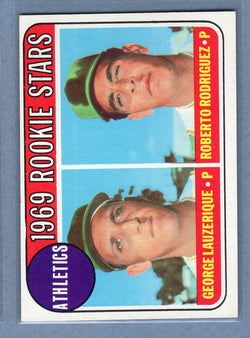 1969 ROOKIE STARS
ATHLETICS
GEORGE LAUZERIQUE • P
ROBERTO RODRIGUEZ • P